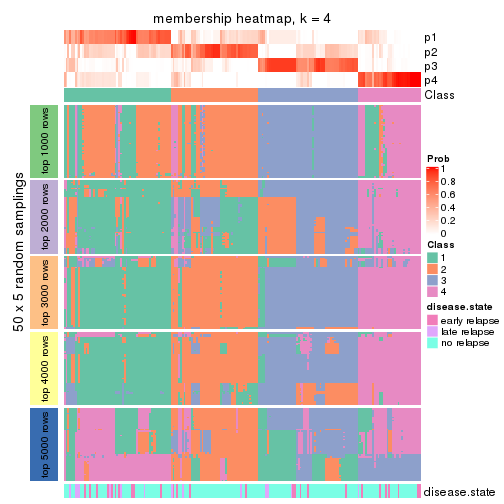 membership heatmap, k = 4
p1
p2
p3
p4
Class
50 x 5 random samplings
top 1000 rows
top 2000 rows
top 3000 rows
top 4000 rows
top 5000 rows
Prob
1
0.8
0.6
0.4
0.2
0
Class
1
2
3
4
disease.state
early relapse
late relapse
no relapse
disease.state